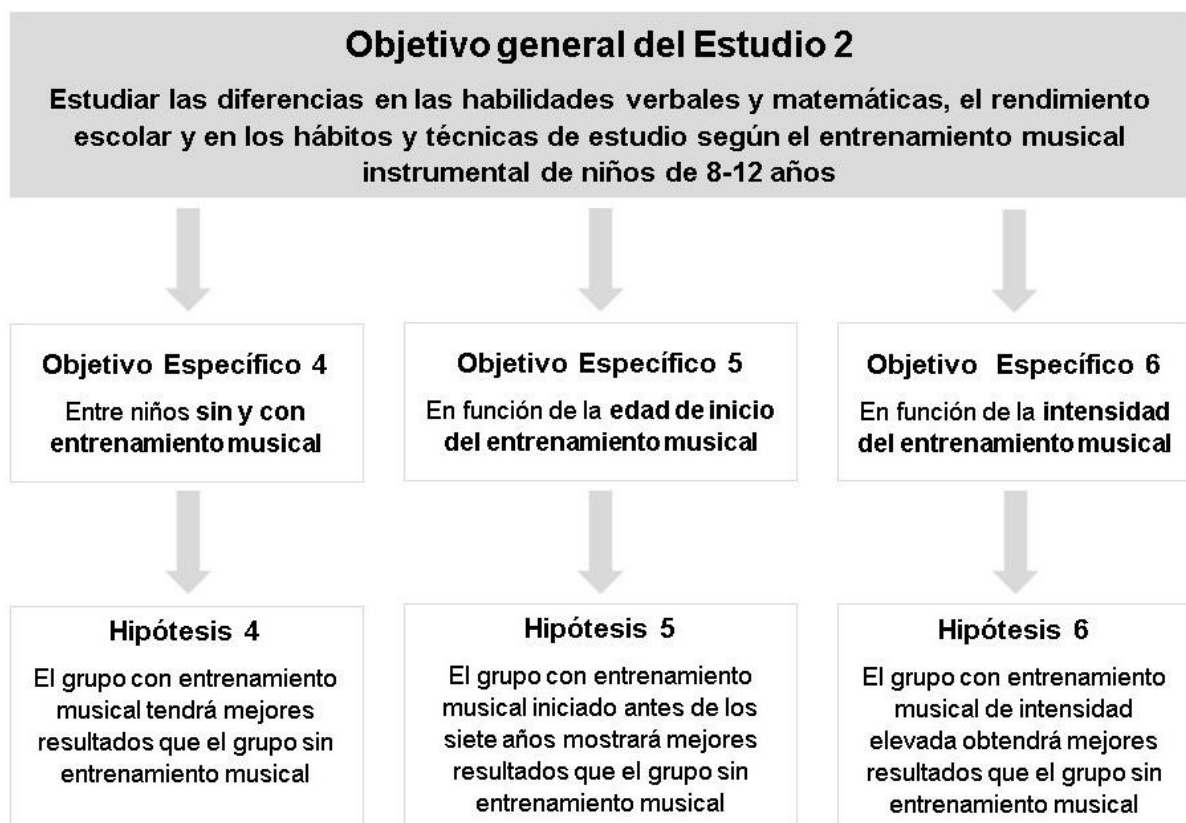 Objetivo general del Estudio 2
Estudiar las diferencias en las habilidades verbales y matemáticas, el rendimiento
escolar y en los hábitos y técnicas de estudio según el entrenamiento musical
instrumental de niños de 8-12 años
Objetivo Específico 4
Entre niños sin y con
entrenamiento musical
Objetivo Específico 5
En función de la edad de inicio
del entrenamiento musical
Objetivo Específico 6
En función de la intensidad
del entrenamiento musical
Hipótesis 4
El grupo con entrenamiento
musical tendrá mejores
resultados que el grupo sin
entrenamiento musical
Hipótesis 5
El grupo con entrenamiento
musical iniciado antes de los
siete años mostrará mejores
resultados que el grupo sin
entrenamiento musical
Hipótesis 6
El grupo con entrenamiento
musical de intensidad
elevada obtendrá mejores
resultados que el grupo sin
entrenamiento musical